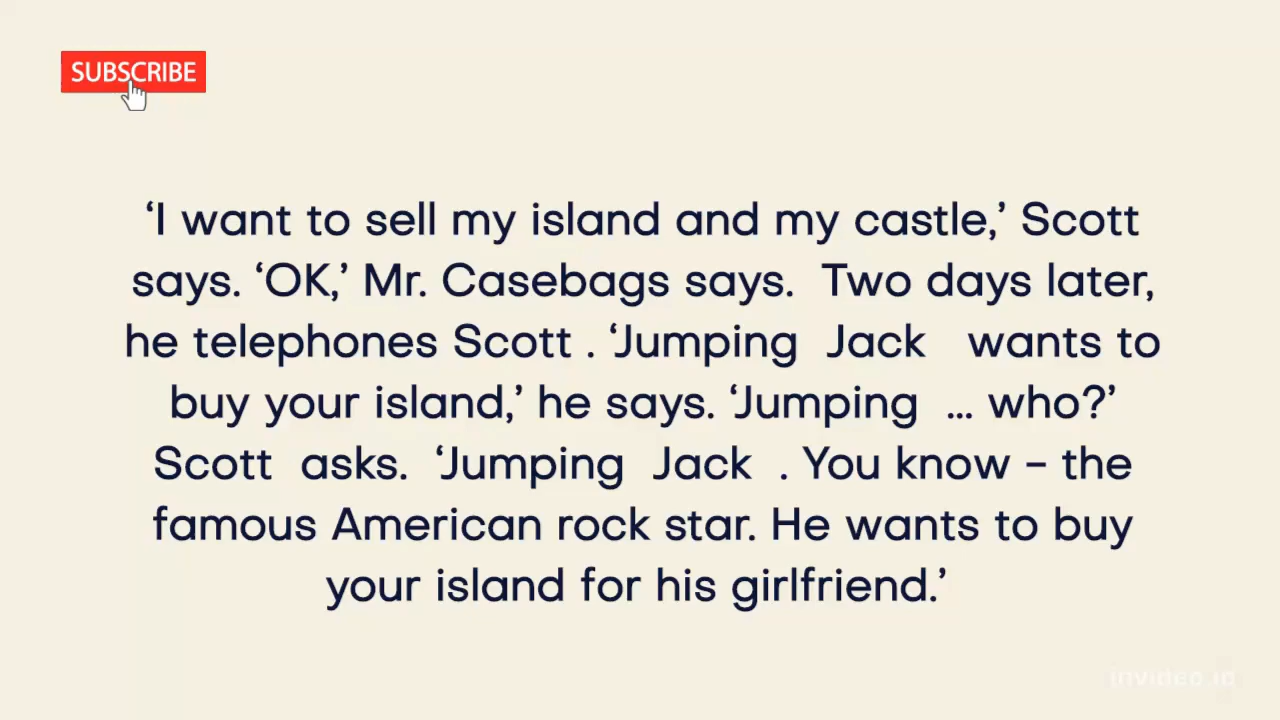 SUBSCRIBE
‘I want to sell my island and my castle,’ Scott
says. ‘OK,’ Mr. Casebags says.  Two days later,
he telephones Scott . ‘Jumping  Jack   wants to
buy your island,’ he says. ‘Jumping  ... who?’
Scott  asks.  ‘Jumping  Jack  . You know – the
famous American rock star. He wants to buy
your island for his girlfriend.’
invideo.io